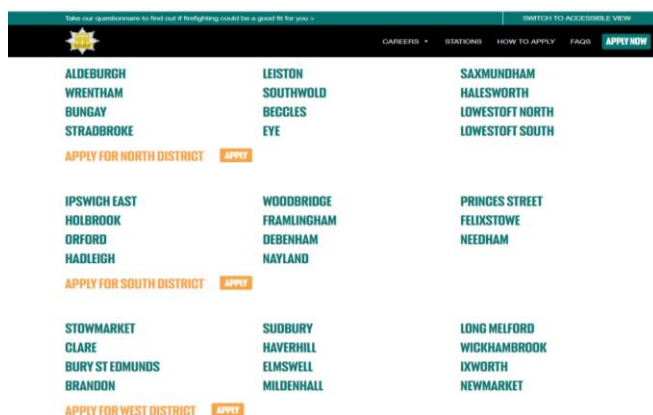 Take our questionnaire to find out if firefighting could be a good fit for you >
SWITCH TO ACCESSIBLE VIEW
CAREERS STATIONS HOW TO APPLY FAQS APPLY NOW
ALDEBURGH LEISTON SAXMUNDHAM
WRENTHAM SOUTHWOLD HALESWORTH
BUNGAY BECCLES LOWESTOFT NORTH
STRADBROKE EYE LOWESTOFT SOUTH
APPLY FOR NORTH DISTRICT APPLY
IPSWICH EAST WOODBRIDGE PRINCES STREET
HOLBROOK FRAMLINGHAM FELIXSTOWE
ORFORD DEBENHAM NEEDHAM
HADLEIGH NAYLAND
APPLY FOR SOUTH DISTRICT APPLY
STOWMARKET SUDBURY LONG MELFORD
CLARE HAVERHILL WICKHAMBROOK
BURY ST EDMUNDS ELMSWELL IXWORTH
BRANDON MILDENHALL NEWMARKET
APPLY FOR WEST DISTRICT APPLY